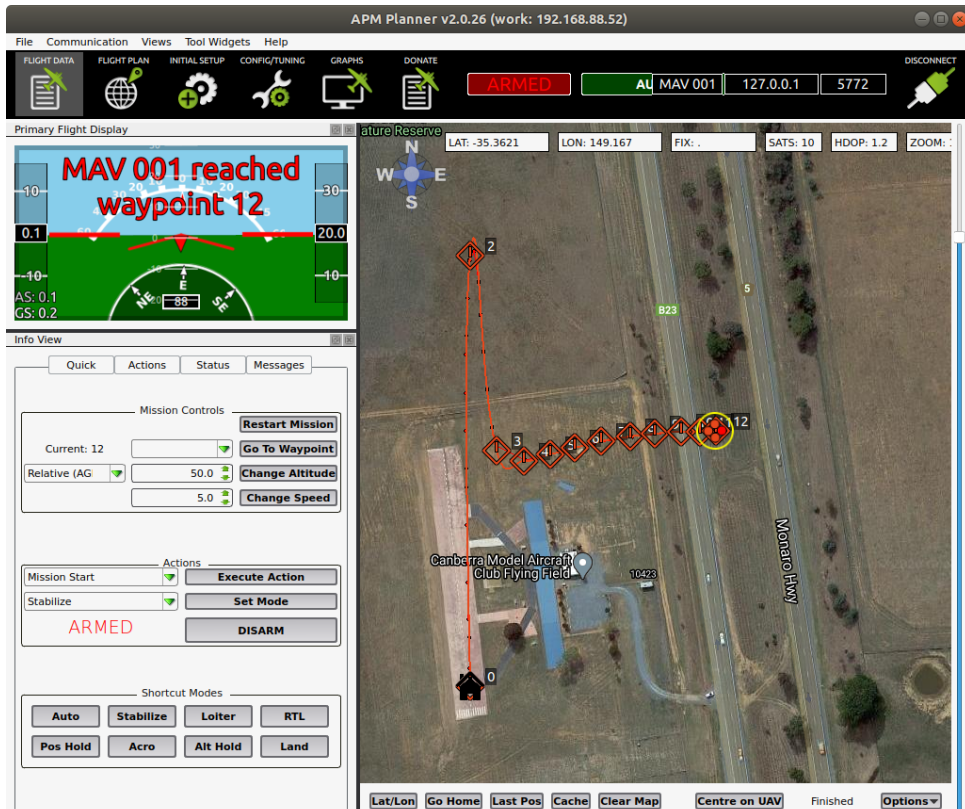 APM Planner v2.0.26 (work: 192.168.88.52)
File Communication Views Tool Widgets Help
FLIGHT DATA FLIGHT PLAN INITIAL SETUP CONFIG/TUNING GRAPHS DONATE DISCONNECT
ARMED AU MAV 001 127.0.0.1 5772
Primary Flight Display
MAV 001 reached
waypoint 12
10 30
0.1 20.0
-10 10
AS: 0.1
GS: 0.2
NE E SE
88
Info View
Quick Actions Status Messages
Mission Controls
Restart Mission
Current: 12 Go To Waypoint
Relative (AG 50.0 Change Altitude
5.0 Change Speed
Actions
Mission Start Execute Action
Stabilize Set Mode
ARMED DISARM
Shortcut Modes
Auto Stabilize Loiter RTL
Pos Hold Acro Alt Hold Land
ature Reserve
LAT: -35.3621 LON: 149.167 FIX: . SATS: 10 HDOP: 1.2 ZOOM:
N
W E
S
2
5
B23
3 12
Canberra Model Aircraft
Club Flying Field
10423
Monaro Hwy
0
Lat/Lon Go Home Last Pos Cache Clear Map Centre on UAV Finished Options